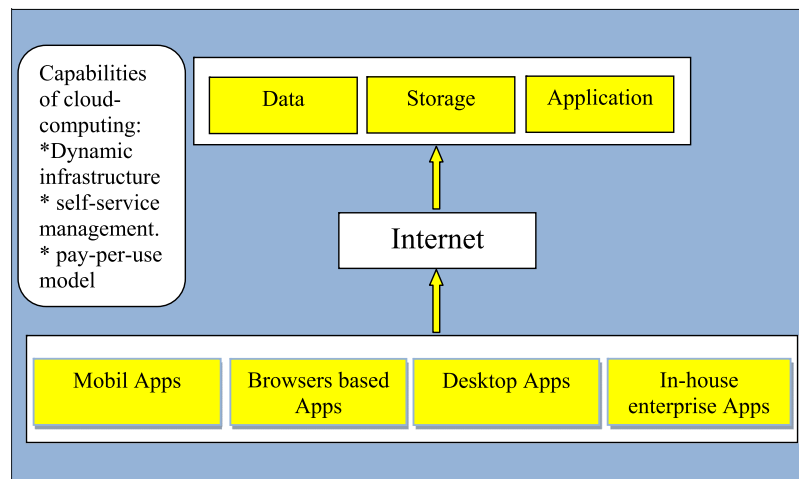 Capabilities
of cloud-
computing:
*Dynamic
infrastructure
* self-service
management.
* pay-per-use
model
Data
Storage
Application
Internet
Mobil Apps
Browsers based
Apps
Desktop Apps
In-house
enterprise Apps